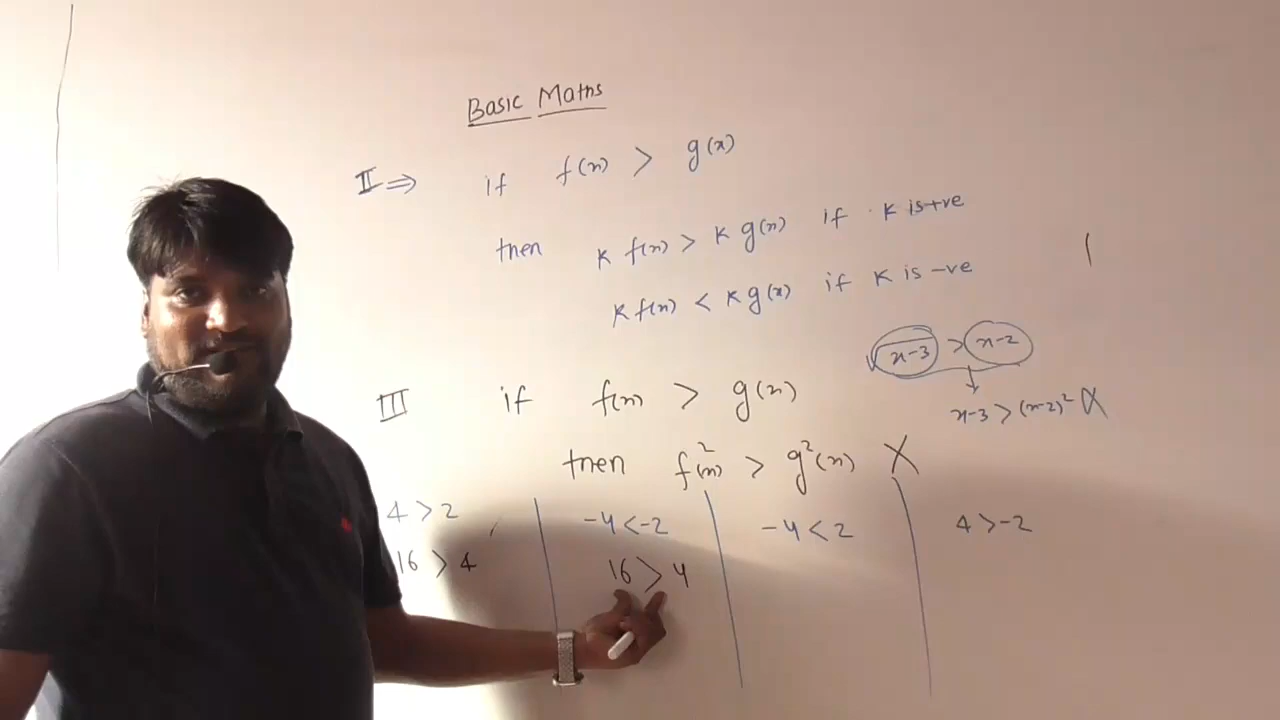 Basic Maths
II ⇒ if f(x) > g(x)
then K f(x) > K g(x) if K is +ve
K f(x) < K g(x) if K is -ve
x-3 > x-2
x-3 > (x-2)² X
III if f(x) > g(x)
then f²(x) > g²(x) X
4 > 2
16 > 4
-4 < -2
16 > 4
-4 < 2
4 > -2